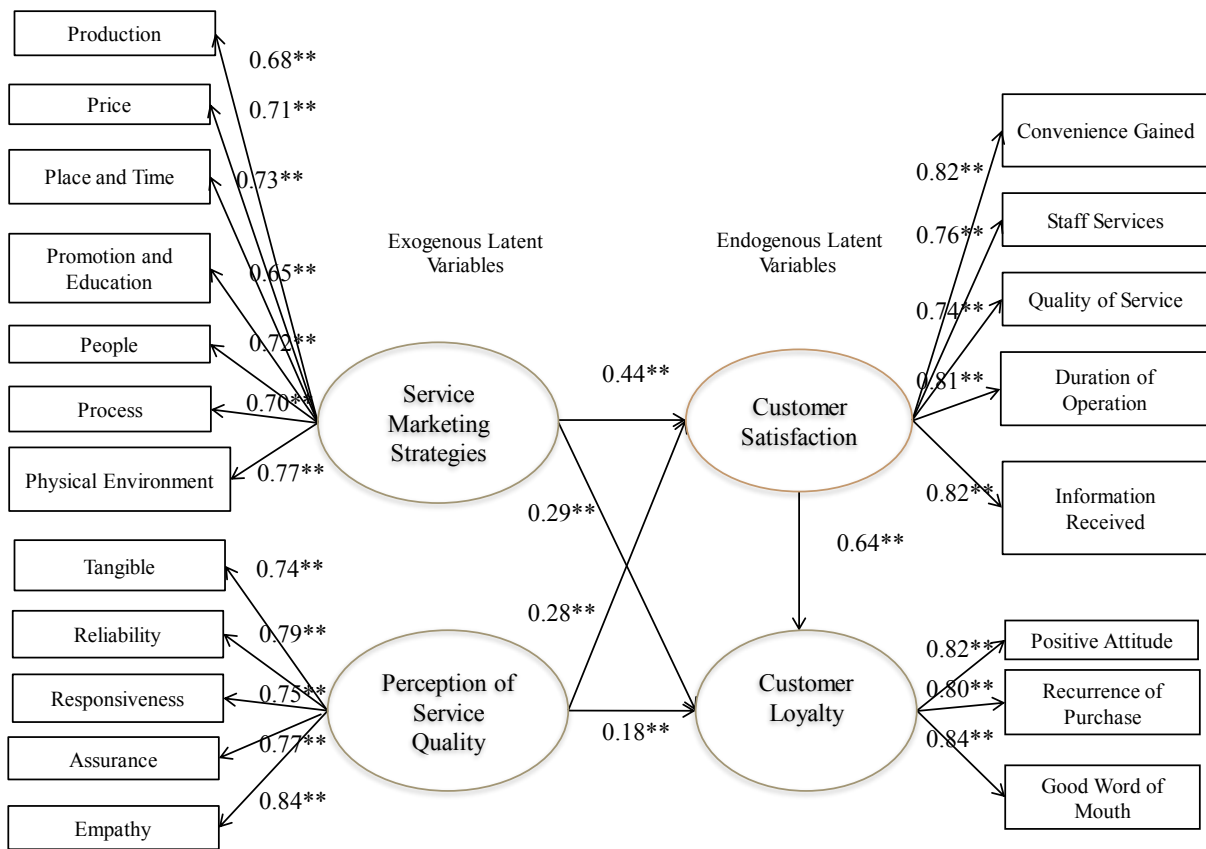 Production
0.68**
Price
0.71**
Place and Time
0.73**
Promotion and
Education
0.65**
People
0.72**
Process
0.70**
Physical Environment
0.77**
Exogenous Latent
Variables
Service
Marketing
Strategies
Tangible
0.74**
Reliability
0.79**
Responsiveness
0.75**
Assurance
0.77**
Empathy
0.84**
Perception of
Service
Quality
0.44**
0.29**
0.28**
0.18**
Endogenous Latent
Variables
Customer
Satisfaction
0.64**
Customer
Loyalty
Convenience Gained
0.82**
Staff Services
0.76**
Quality of Service
0.74**
Duration of
Operation
0.81**
Information
Received
0.82**
Positive Attitude
0.82**
Recurrence of
Purchase
0.80**
Good Word of
Mouth
0.84**